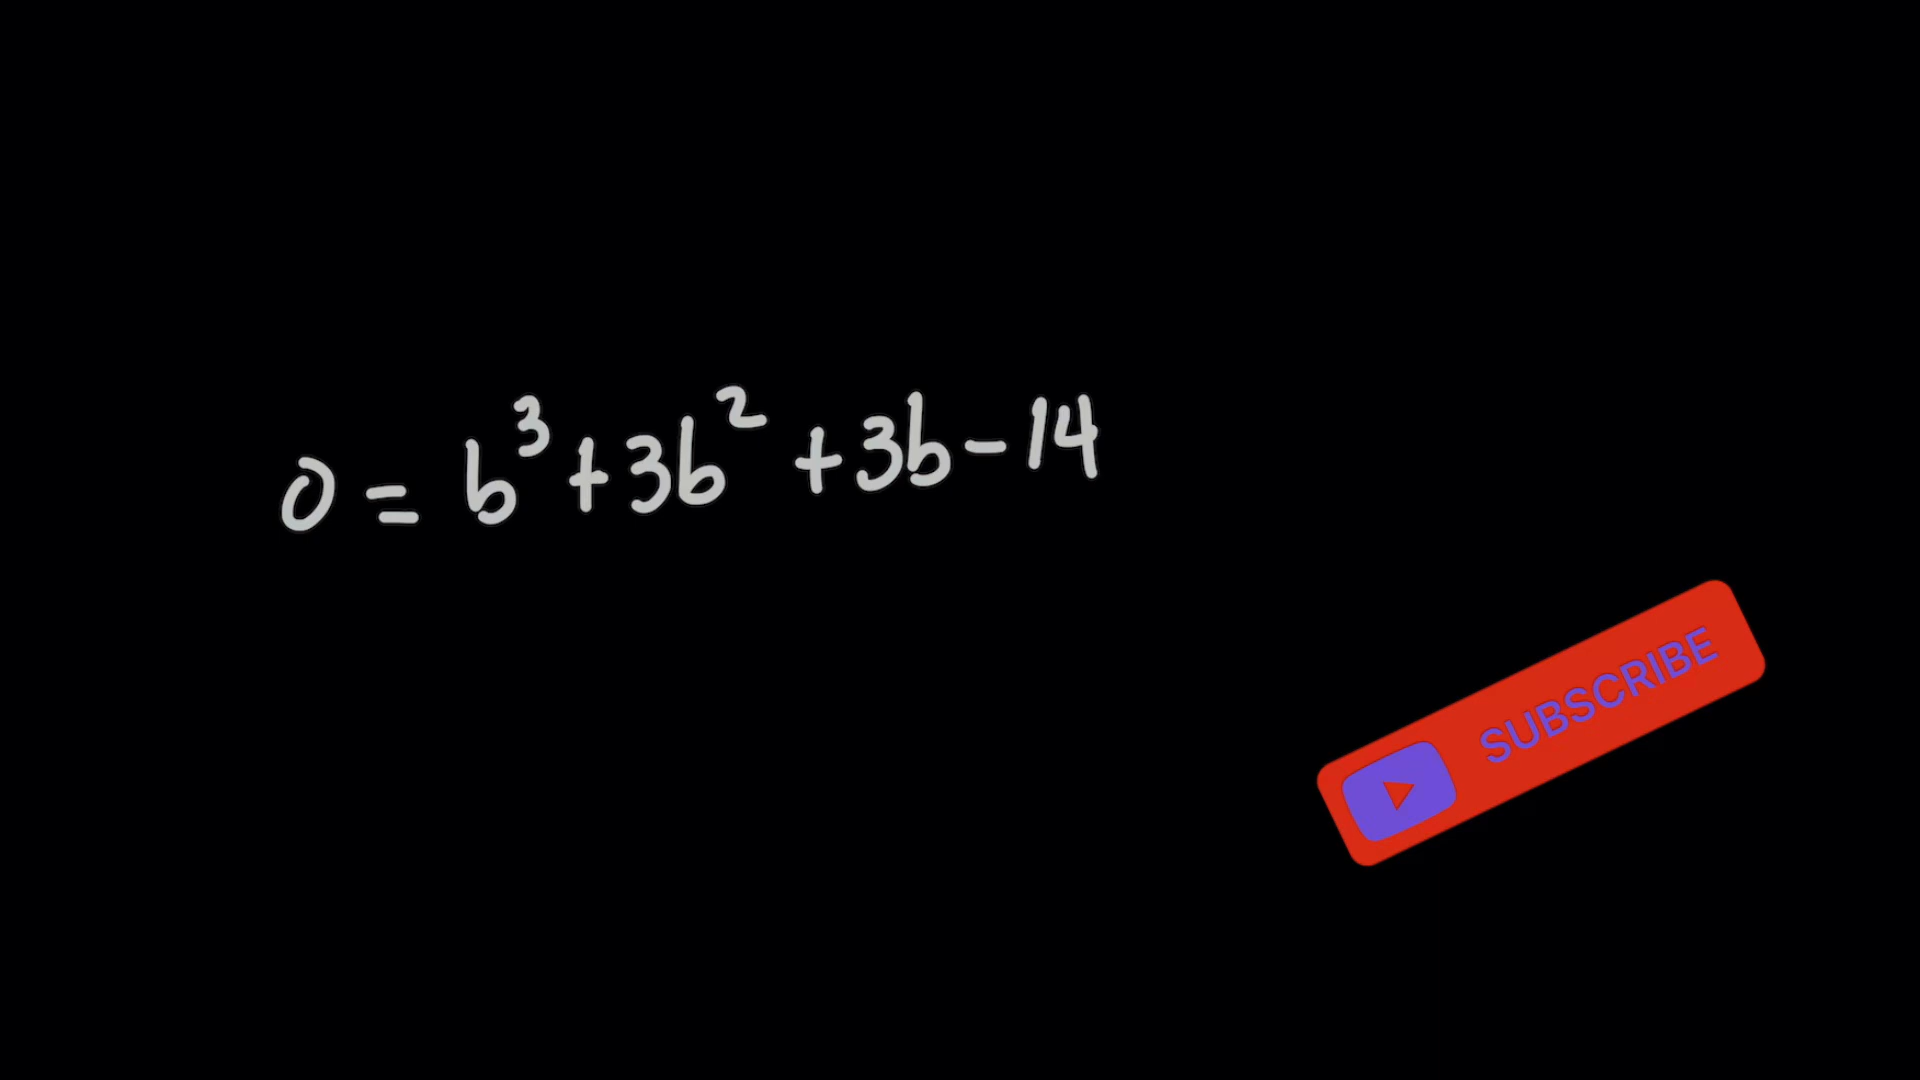 0 = b³ + 3b² + 3b - 14
SUBSCRIBE